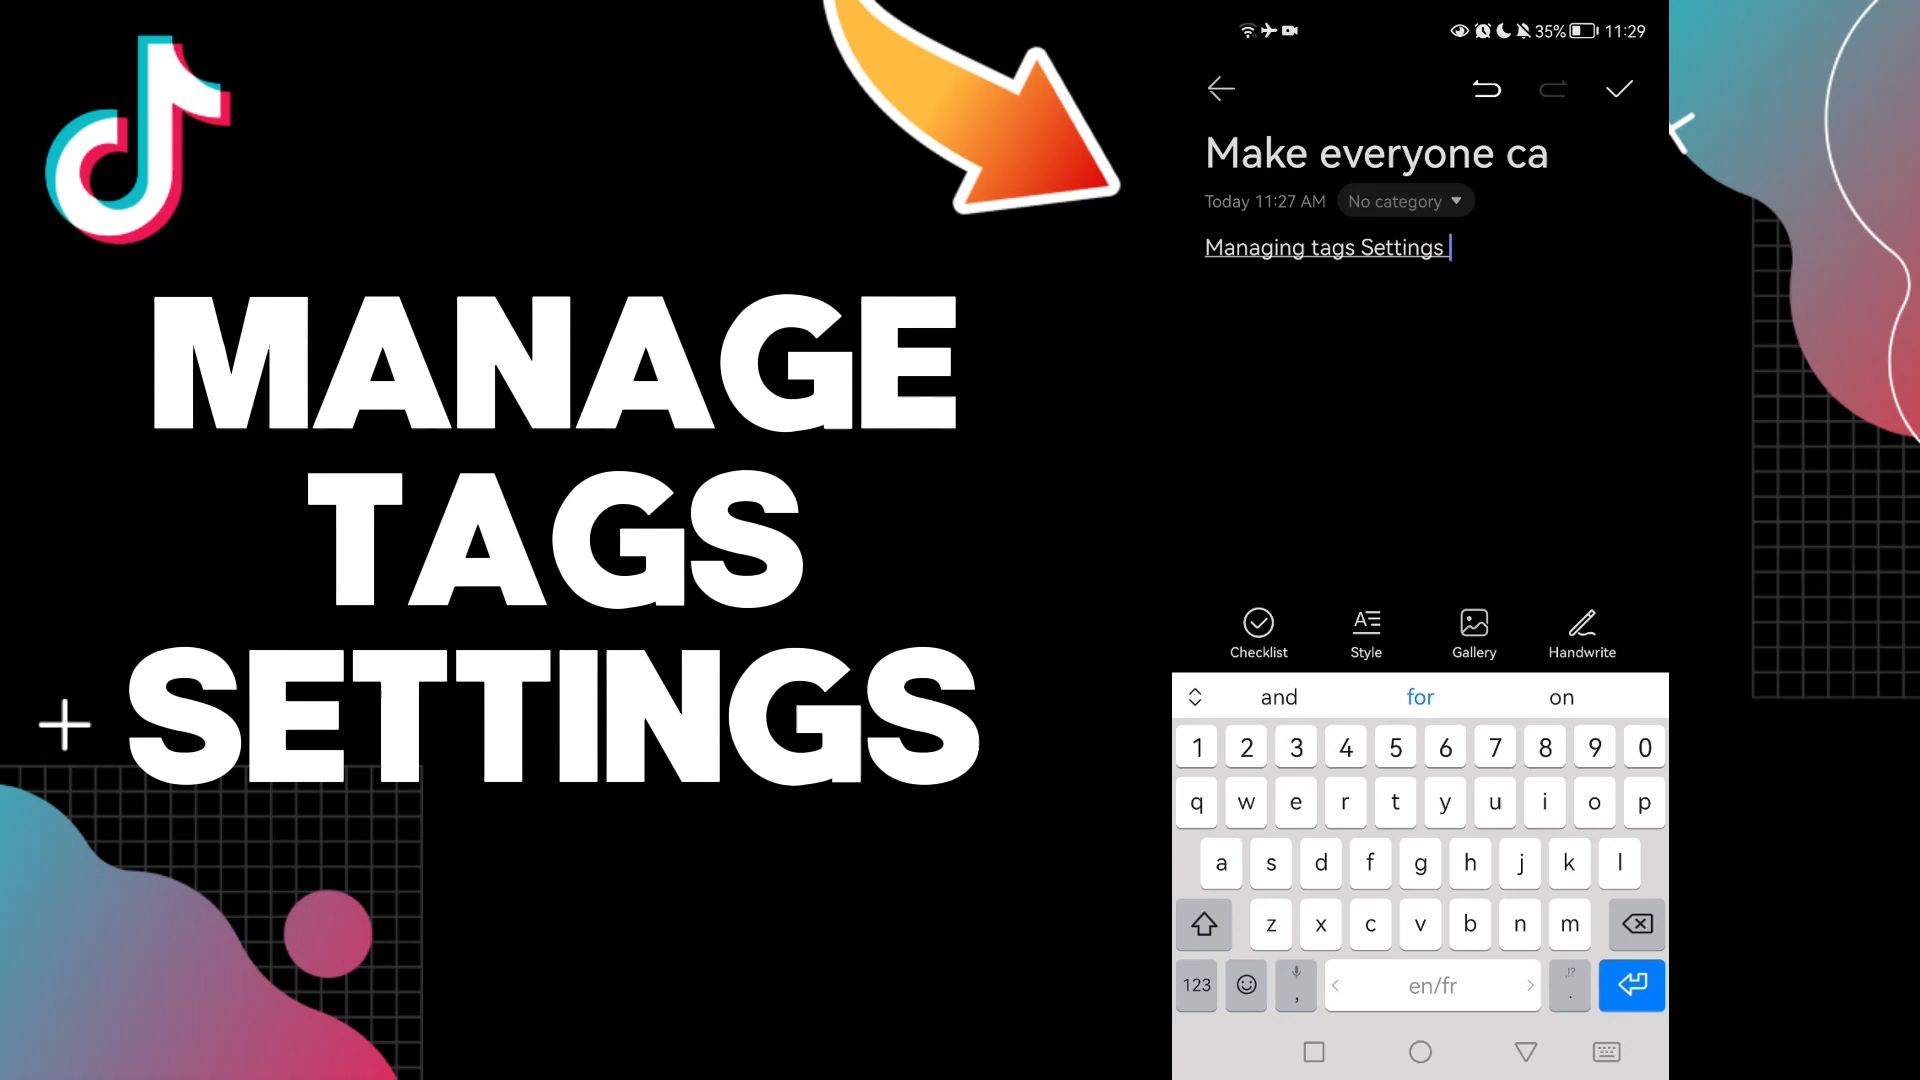 MANAGE
TAGS
SETTINGS
35% 11:29
Make everyone ca
Today 11:27 AM No category
Managing tags Settings
Checklist Style Gallery Handwrite
and for on
1 2 3 4 5 6 7 8 9 0
q w e r t y u i o p
a s d f g h j k l
z x c v b n m
123 , en/fr .!? .